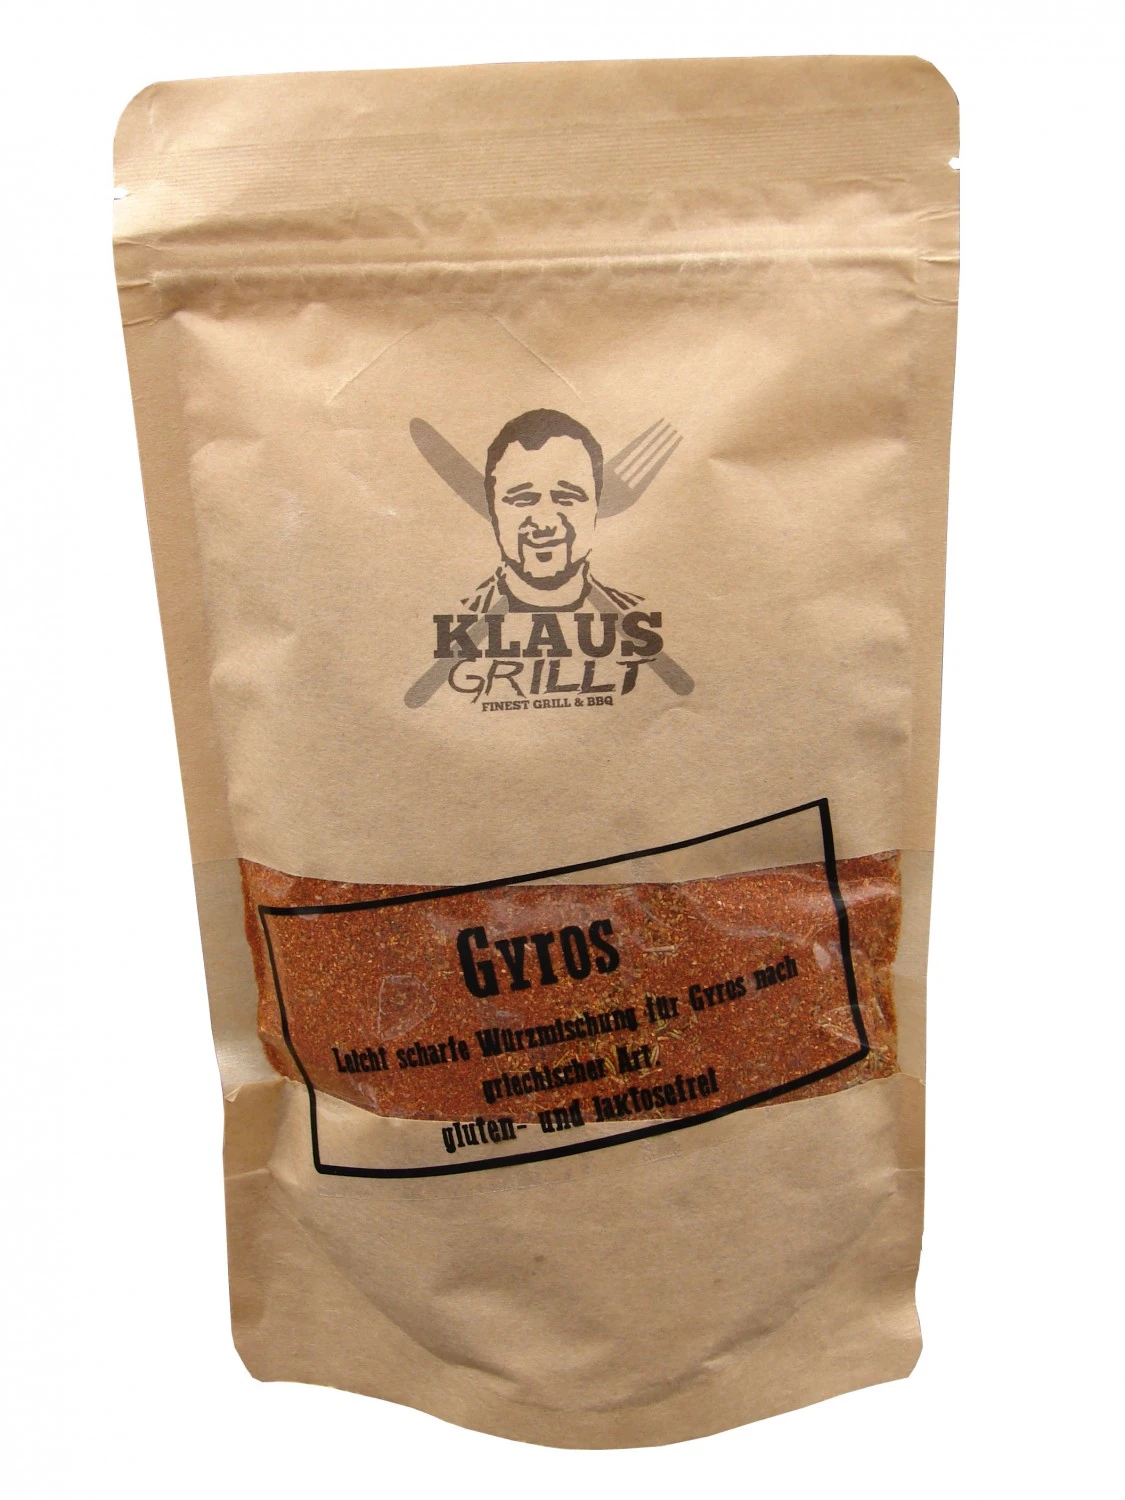 KLAUS
GRILLT
FINEST GRILL & BBQ
Gyros
Leicht scharfe Würzmischung für Gyros nach
griechischer Art.
gluten- und laktosefrei